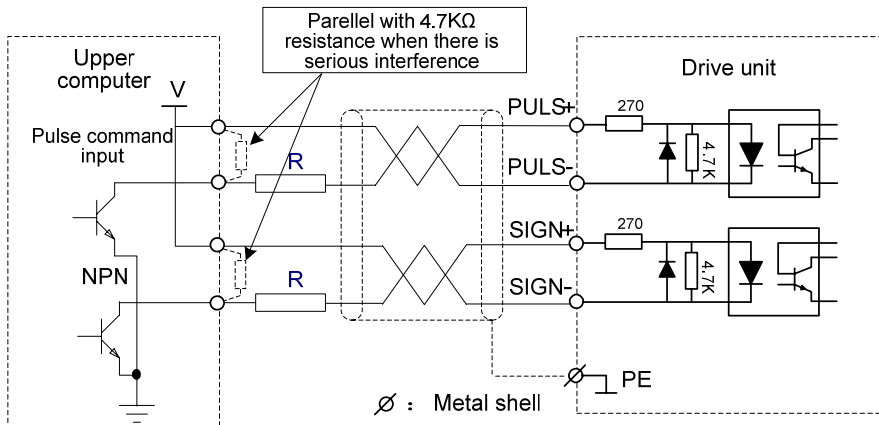 Parellel with 4.7KΩ
resistance when there is
serious interference
Upper
computer
V
Drive unit
Pulse command
input
PULS+
270
R
PULS-
4.7K
SIGN+
270
NPN
R
SIGN-
4.7K
PE
: Metal shell